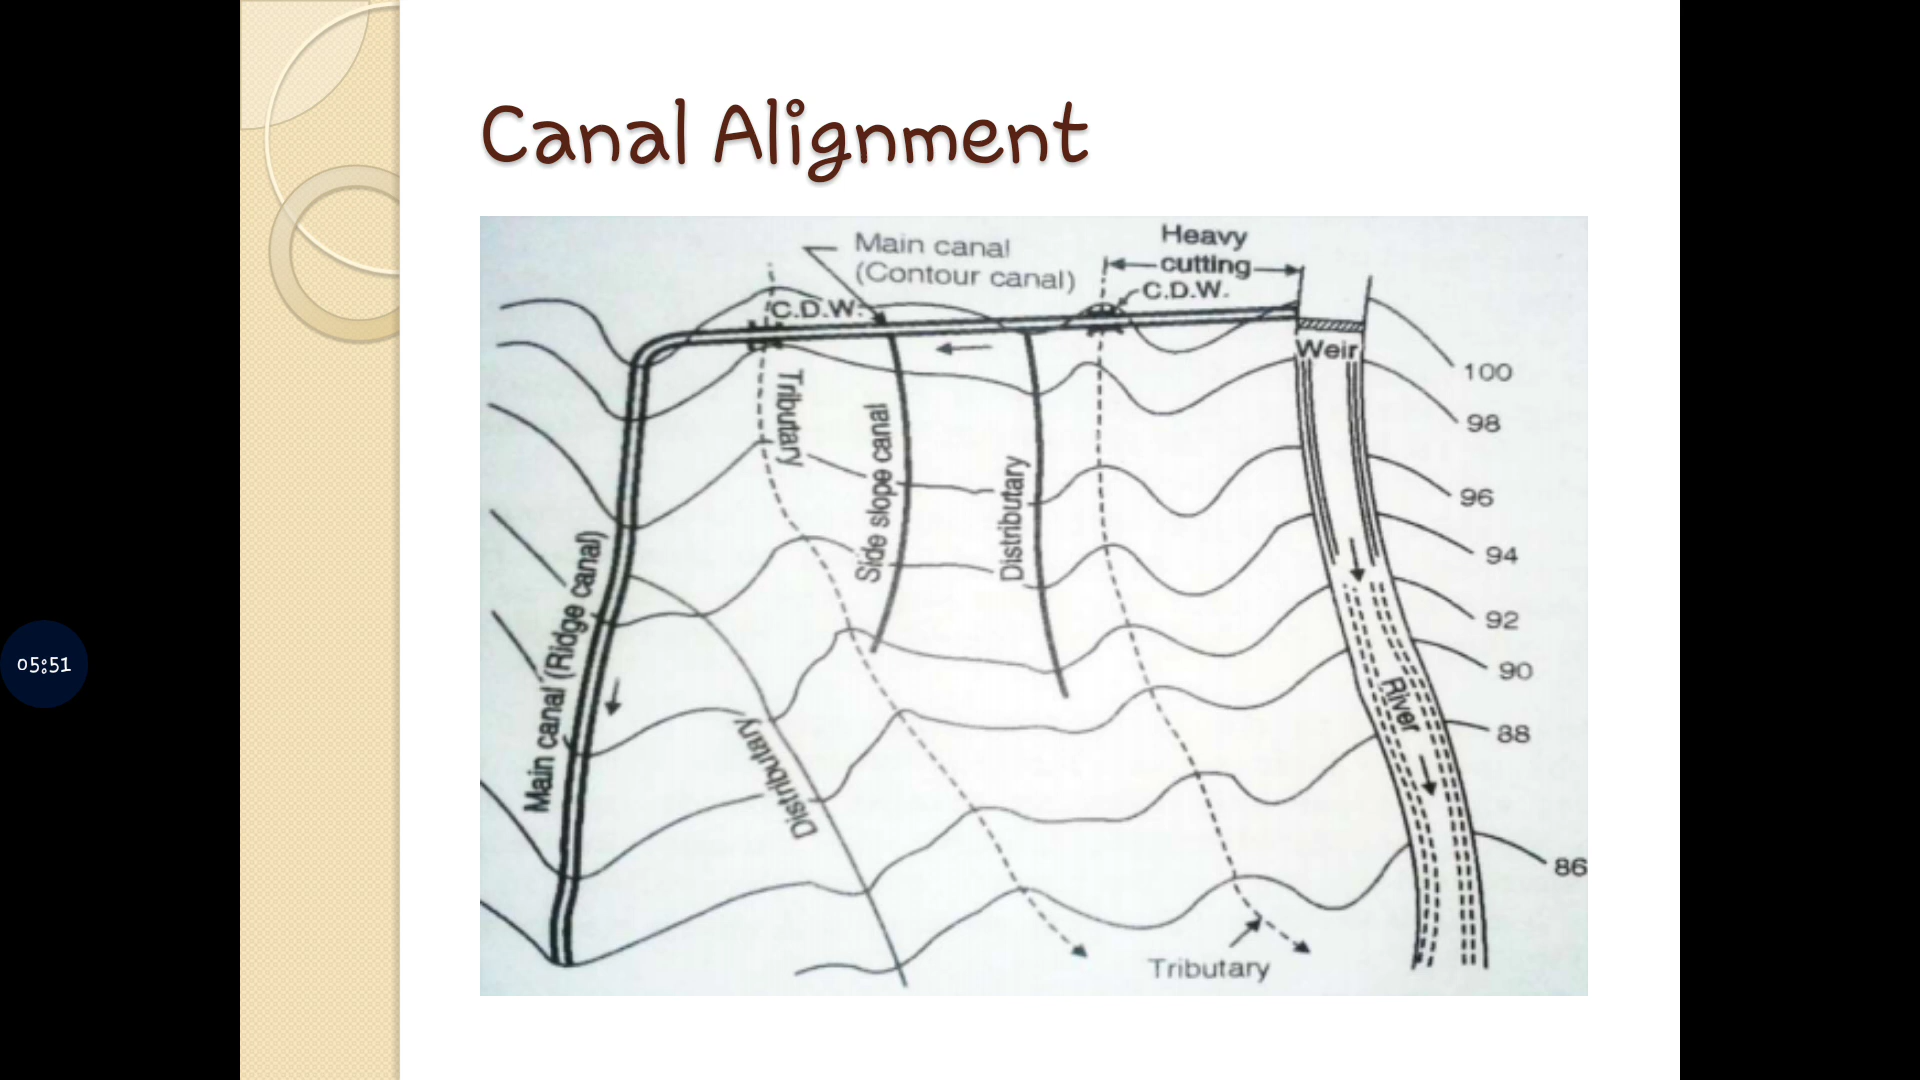 Canal Alignment
Main canal
(Contour canal)
Heavy
cutting
C.D.W.
C.D.W.
Weir
100
98
96
94
92
90
88
86
Tributary
Side slope canal
Distributary
Main canal (Ridge canal)
Distributary
River
Tributary
05:51